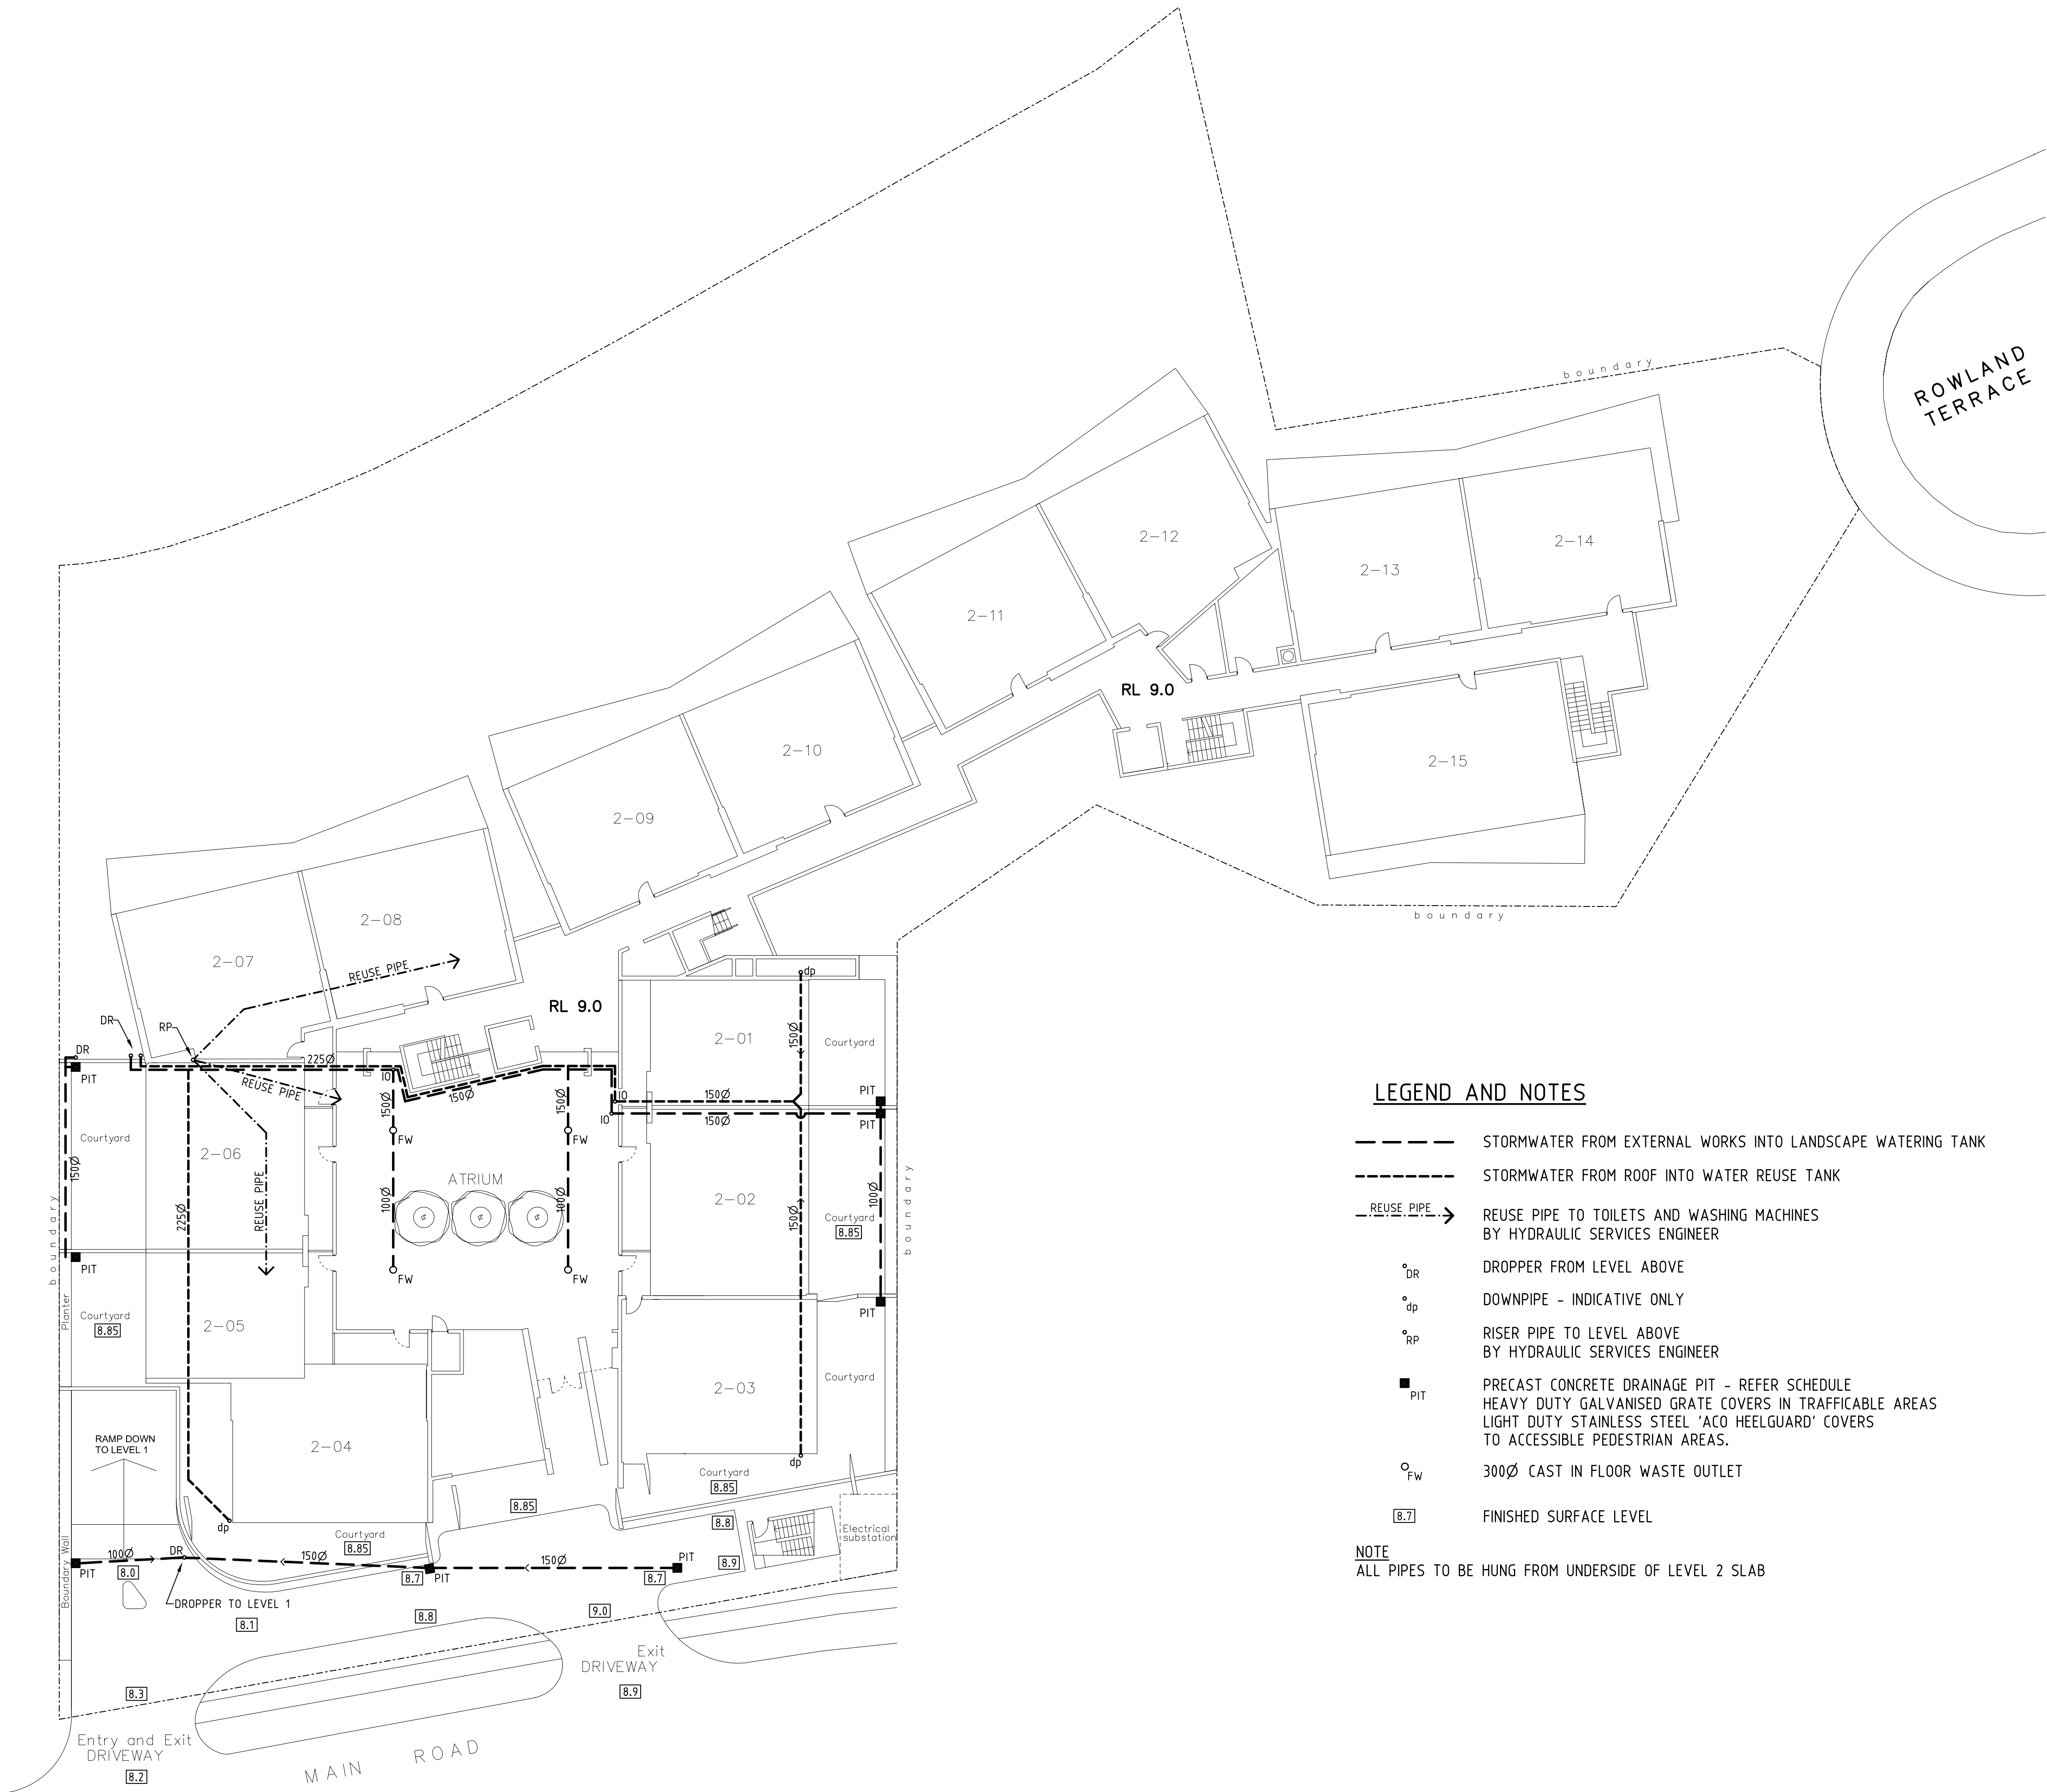 boundary
ROWLAND
TERRACE
2-12
2-14
2-13
2-11
RL 9.0
2-10
2-15
2-09
boundary
2-08
2-07
REUSE PIPE
dp
RL 9.0
DR
RP
150Ø
2-01
Courtyard
DR
225Ø
PIT
IO
REUSE PIPE
150Ø
150Ø
150Ø
IO
150Ø
PIT
IO
150Ø
PIT
FW
FW
Courtyard
2-06
150Ø
ATRIUM
REUSE PIPE
225Ø
100Ø
100Ø
2-02
150Ø
100Ø
Courtyard
8.85
boundary
boundary
PIT
FW
FW
Planter
Courtyard
8.85
2-05
PIT
2-03
Courtyard
RAMP DOWN
TO LEVEL 1
2-04
dp
Courtyard
8.85
8.85
dp
Courtyard
8.85
8.8
Electrical
substation
Boundary Wall
100Ø
DR
150Ø
150Ø
PIT
8.9
PIT
8.0
8.7
PIT
8.7
DROPPER TO LEVEL 1
8.1
8.8
9.0
Exit
DRIVEWAY
8.9
8.3
Entry and Exit
DRIVEWAY
8.2
MAIN ROAD
LEGEND AND NOTES
STORMWATER FROM EXTERNAL WORKS INTO LANDSCAPE WATERING TANK
STORMWATER FROM ROOF INTO WATER REUSE TANK
REUSE PIPE
REUSE PIPE TO TOILETS AND WASHING MACHINES
BY HYDRAULIC SERVICES ENGINEER
DR
DROPPER FROM LEVEL ABOVE
dp
DOWNPIPE - INDICATIVE ONLY
RP
RISER PIPE TO LEVEL ABOVE
BY HYDRAULIC SERVICES ENGINEER
PIT
PRECAST CONCRETE DRAINAGE PIT - REFER SCHEDULE
HEAVY DUTY GALVANISED GRATE COVERS IN TRAFFICABLE AREAS
LIGHT DUTY STAINLESS STEEL 'ACO HEELGUARD' COVERS
TO ACCESSIBLE PEDESTRIAN AREAS.
FW
300Ø CAST IN FLOOR WASTE OUTLET
8.7
FINISHED SURFACE LEVEL
NOTE
ALL PIPES TO BE HUNG FROM UNDERSIDE OF LEVEL 2 SLAB